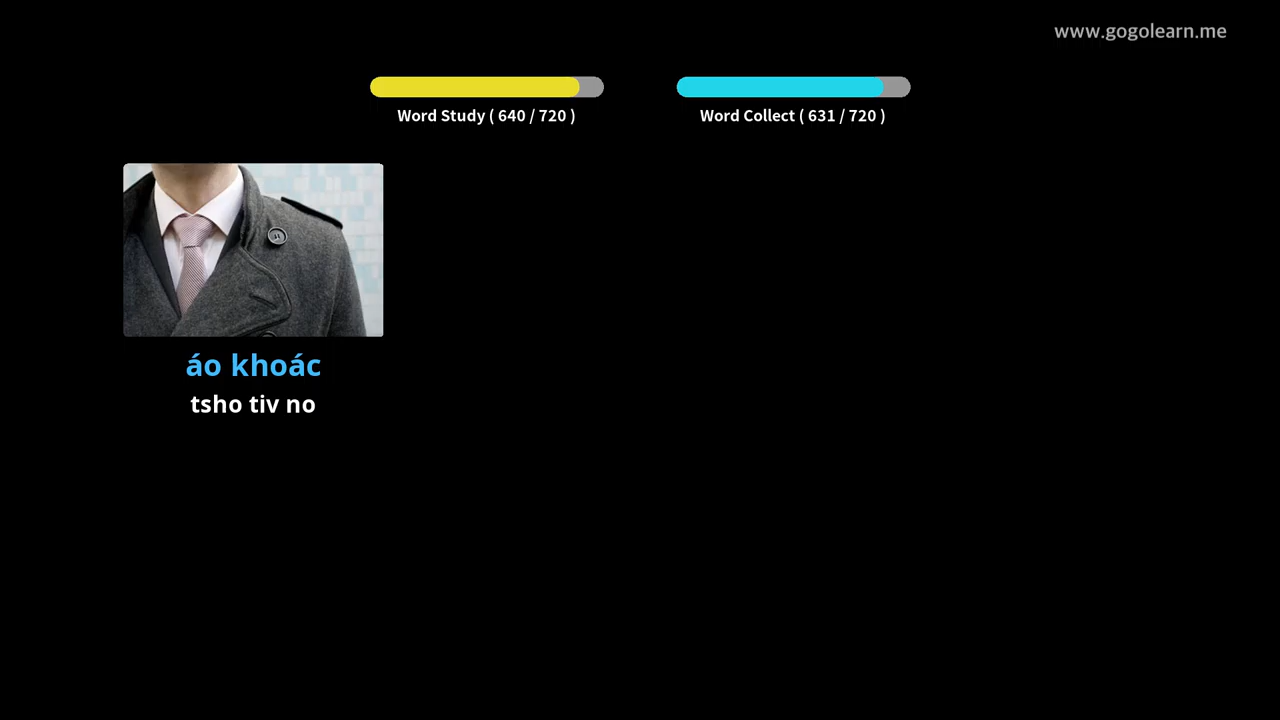 www.gogolearn.me
Word Study ( 640 / 720 )
Word Collect ( 631 / 720 )
áo khoác
tsho tiv no